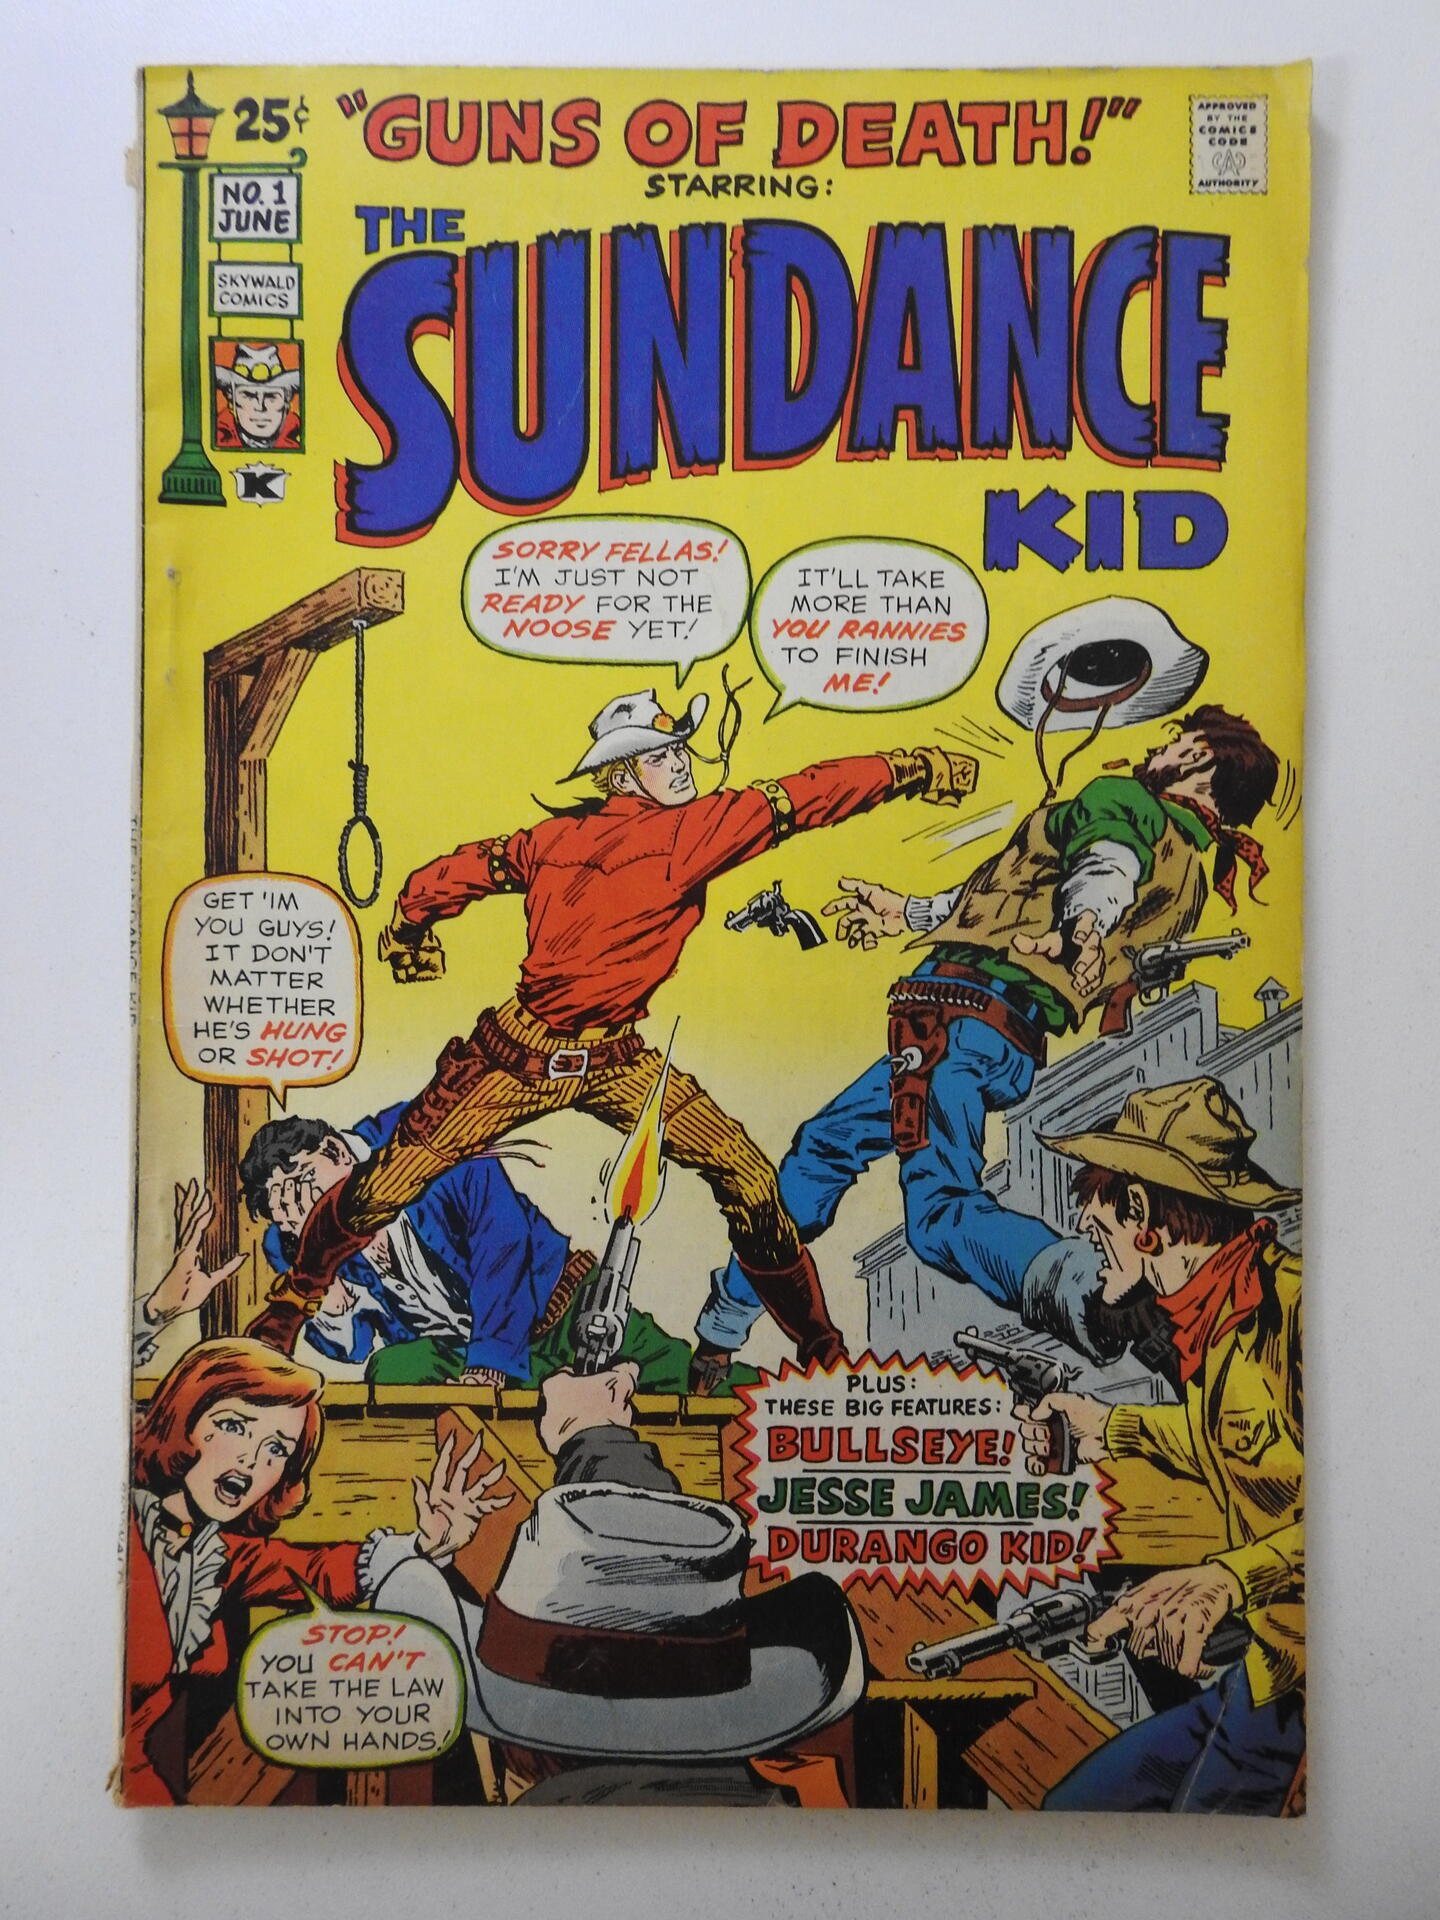 25¢
"GUNS OF DEATH!"
STARRING:
THE
SUNDANCE
KID
NO. 1
JUNE
SKYWALD
COMICS
K
APPROVED
BY THE
COMICS
CODE
CA
AUTHORITY
SORRY FELLAS!
I'M JUST NOT
READY FOR THE
NOOSE YET!
IT'LL TAKE
MORE THAN
YOU RANNIES
TO FINISH
ME!
GET 'IM
YOU GUYS!
IT DON'T
MATTER
WHETHER
HE'S HUNG
OR SHOT!
PLUS:
THESE BIG FEATURES:
BULLSEYE!
JESSE JAMES!
DURANGO KID!
STOP!
YOU CAN'T
TAKE THE LAW
INTO YOUR
OWN HANDS!
THE SUNDANCE KID